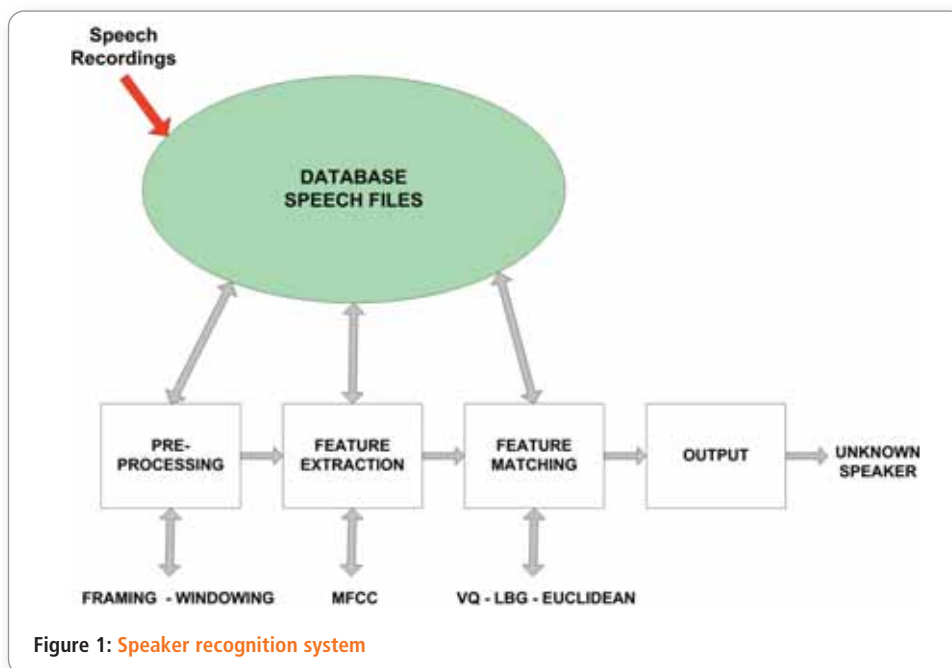 Speech
Recordings
DATABASE
SPEECH FILES
PRE-
PROCESSING
FEATURE
EXTRACTION
FEATURE
MATCHING
OUTPUT
UNKNOWN
SPEAKER
FRAMING - WINDOWING
MFCC
VQ - LBG - EUCLIDEAN
Figure 1: Speaker recognition system